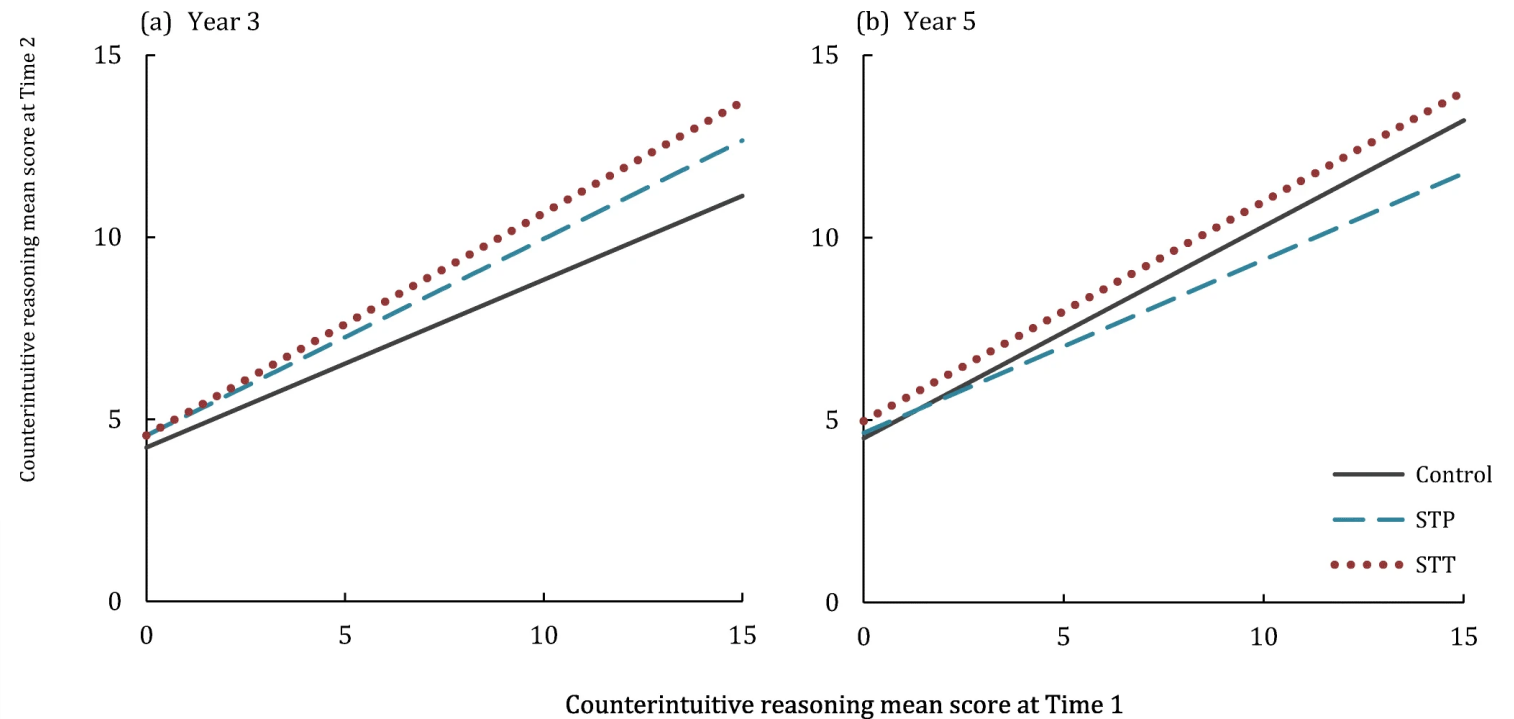 (a) Year 3
(b) Year 5
Counterintuitive reasoning mean score at Time 2
15
10
5
0
0 5 10 15
15
10
5
0
0 5 10 15
Control
STP
STT
Counterintuitive reasoning mean score at Time 1